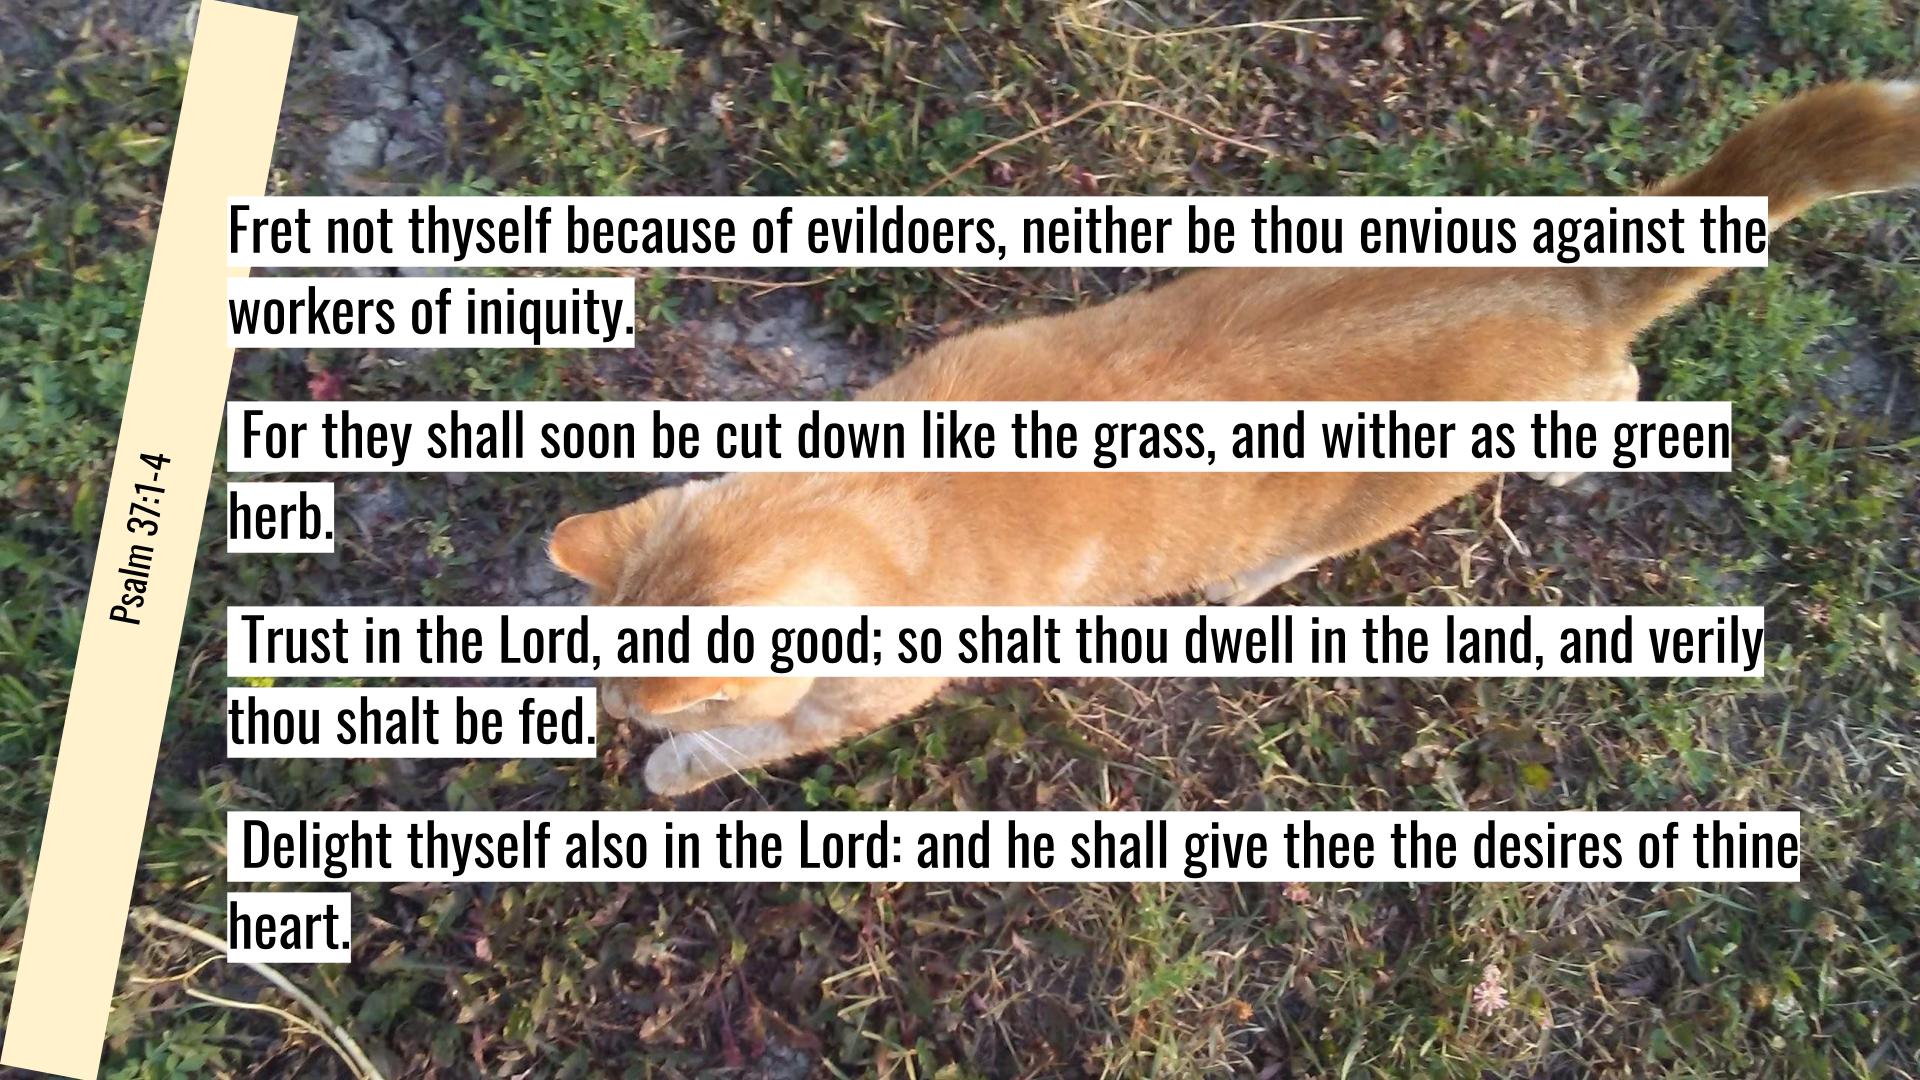 Psalm 37:1-4
Fret not thyself because of evildoers, neither be thou envious against the
workers of iniquity.
For they shall soon be cut down like the grass, and wither as the green
herb.
Trust in the Lord, and do good; so shalt thou dwell in the land, and verily
thou shalt be fed.
Delight thyself also in the Lord: and he shall give thee the desires of thine
heart.